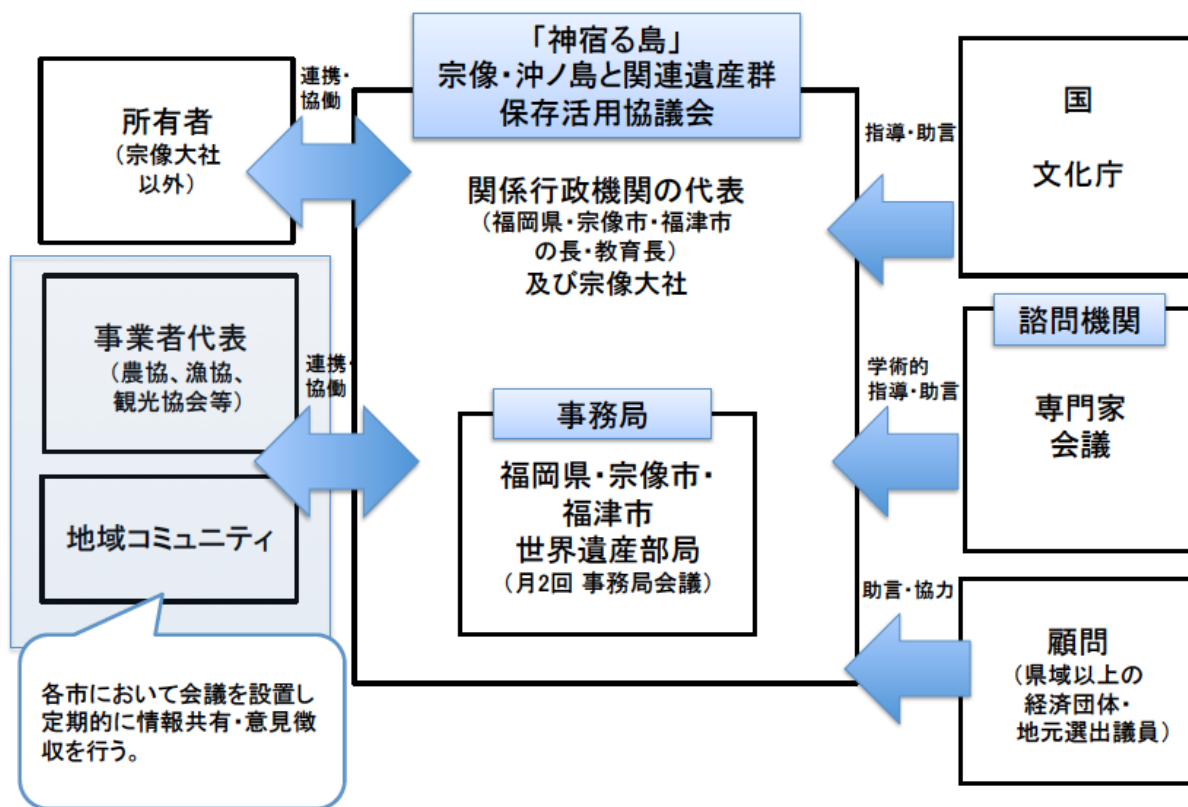 「神宿る島」
宗像・沖ノ島と関連遺産群
保存活用協議会
関係行政機関の代表
（福岡県・宗像市・福津市
の長・教育長）
及び宗像大社
事務局
福岡県・宗像市・
福津市
世界遺産部局
（月2回 事務局会議）
所有者
（宗像大社
以外）
連携・
協働
事業者代表
（農協、漁協、
観光協会等）
連携・
協働
地域コミュニティ
各市において会議を設置し
定期的に情報共有・意見徴
収を行う。
国
文化庁
指導・助言
諮問機関
専門家
会議
学術的
指導・助言
顧問
（県域以上の
経済団体・
地元選出議員）
助言・協力